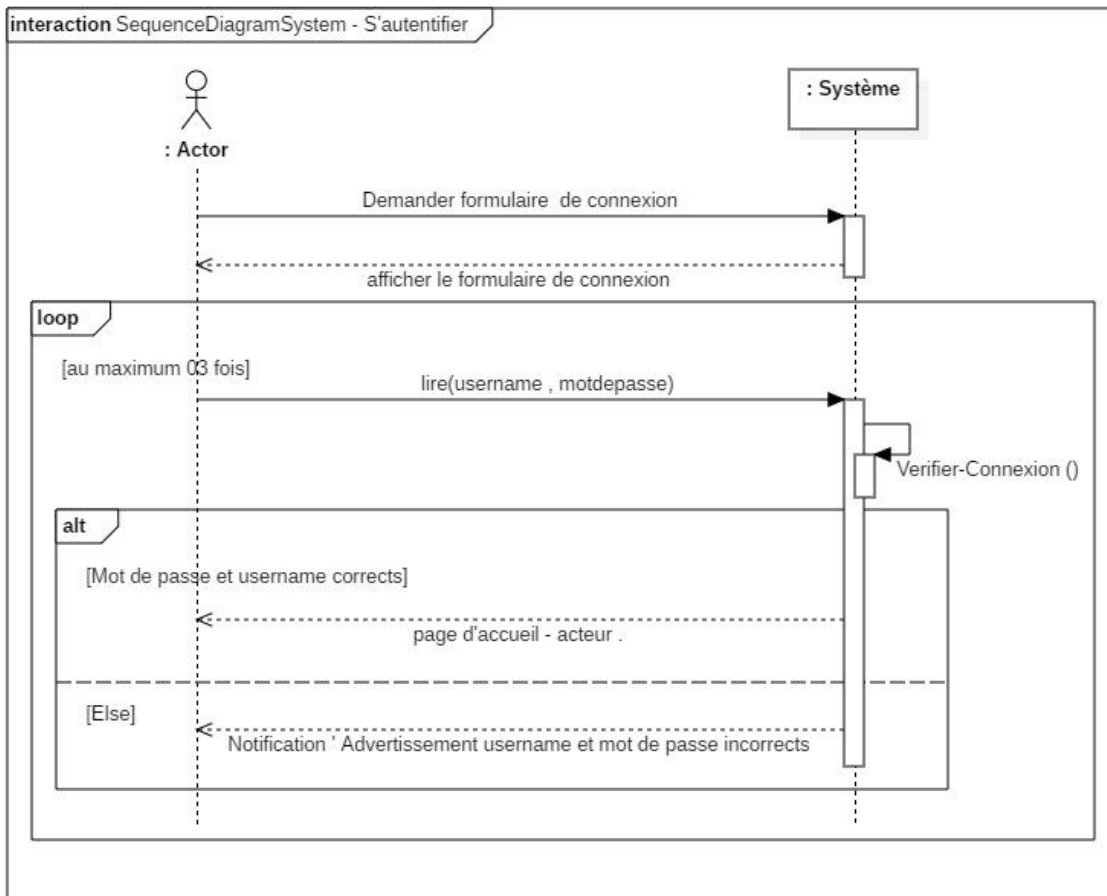 interaction SequenceDiagramSystem - S'autentifier
: Système
: Actor
Demander formulaire de connexion
afficher le formulaire de connexion
loop
[au maximum 03 fois]
lire(username , motdepasse)
Verifier-Connexion ()
alt
[Mot de passe et username corrects]
page d'accueil - acteur .
[Else]
Notification ' Advertissement username et mot de passe incorrects